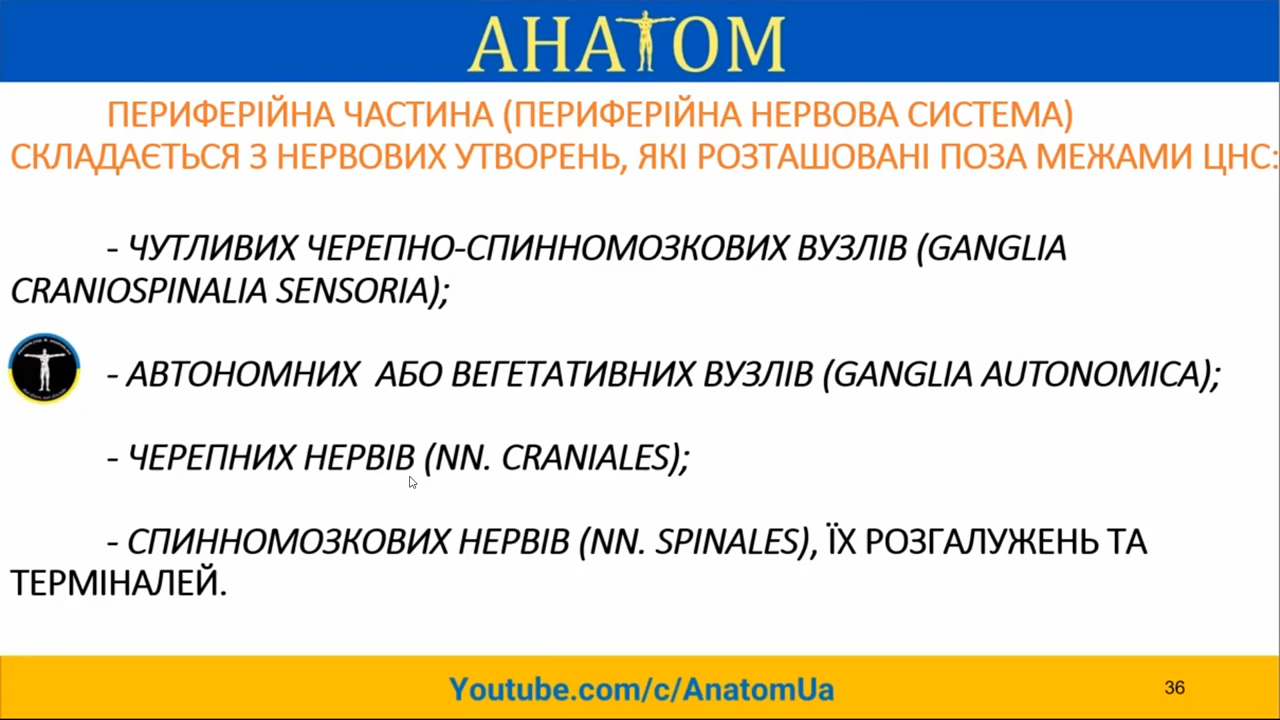 АНАТОМ
ПЕРИФЕРІЙНА ЧАСТИНА (ПЕРИФЕРІЙНА НЕРВОВА СИСТЕМА)
СКЛАДАЄТЬСЯ З НЕРВОВИХ УТВОРЕНЬ, ЯКІ РОЗТАШОВАНІ ПОЗА МЕЖАМИ ЦНС:
- ЧУТЛИВИХ ЧЕРЕПНО-СПИННОМОЗКОВИХ ВУЗЛІВ (GANGLIA
CRANIOSPINALIA SENSORIA);
- АВТОНОМНИХ АБО ВЕГЕТАТИВНИХ ВУЗЛІВ (GANGLIA AUTONOMICA);
- ЧЕРЕПНИХ НЕРВІВ (NN. CRANIALES);
- СПИННОМОЗКОВИХ НЕРВІВ (NN. SPINALES), ЇХ РОЗГАЛУЖЕНЬ ТА
ТЕРМІНАЛЕЙ.
Youtube.com/c/AnatomUa
36